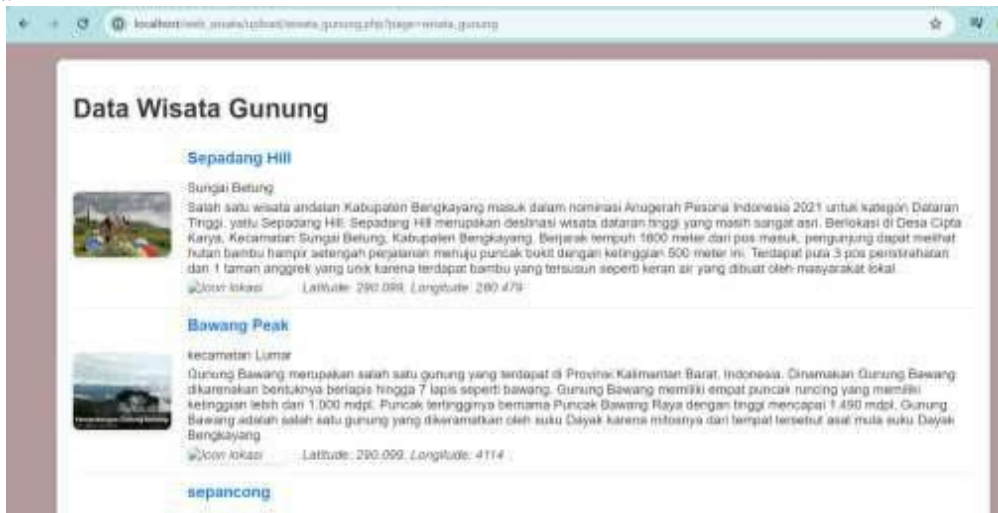 localhost/web_wisata/upload/wisata_gunung.php?page=wisata_gunung
Data Wisata Gunung
Sepadang Hill
Sungai Betung
Salah satu wisata andalan Kabupaten Bengkayang masuk dalam nominasi Anugerah Pesona Indonesia 2021 untuk kategori Dataran
Tinggi, yaitu Sepadang Hill. Sepadang Hill merupakan destinasi wisata dataran tinggi yang masih sangat asri. Berlokasi di Desa Cipta
Karya, Kecamatan Sungai Betung, Kabupaten Bengkayang. Berjarak tempuh 1600 meter dari pos masuk, pengunjung dapat melihat
hutan bambu hampir setengah perjalanan menuju puncak bukit dengan ketinggian 500 meter ini. Terdapat pula 3 pos peristirahatan
dan 1 taman anggrek yang unik karena terdapat bambu yang tersusun seperti keran air yang dibuat oleh masyarakat lokal.
Icon lokasi Latitude: 290.099, Longitude: 280.479
Bawang Peak
kecamatan Lumar
Gunung Bawang merupakan salah satu gunung yang terdapat di Provinsi Kalimantan Barat, Indonesia. Dinamakan Gunung Bawang
dikarenakan bentuknya berlapis hingga 7 lapis seperti bawang. Gunung Bawang memiliki empat puncak runcing yang memiliki
ketinggian lebih dari 1.000 mdpl. Puncak tertingginya bernama Puncak Bawang Raya dengan tinggi mencapai 1.490 mdpl. Gunung
Bawang adalah salah satu gunung yang dikeramatkan oleh suku Dayak karena mitosnya dari tempat tersebut asal mula suku Dayak
Bengkayang
Icon lokasi Latitude: 290.099, Longitude: 4114
sepancong